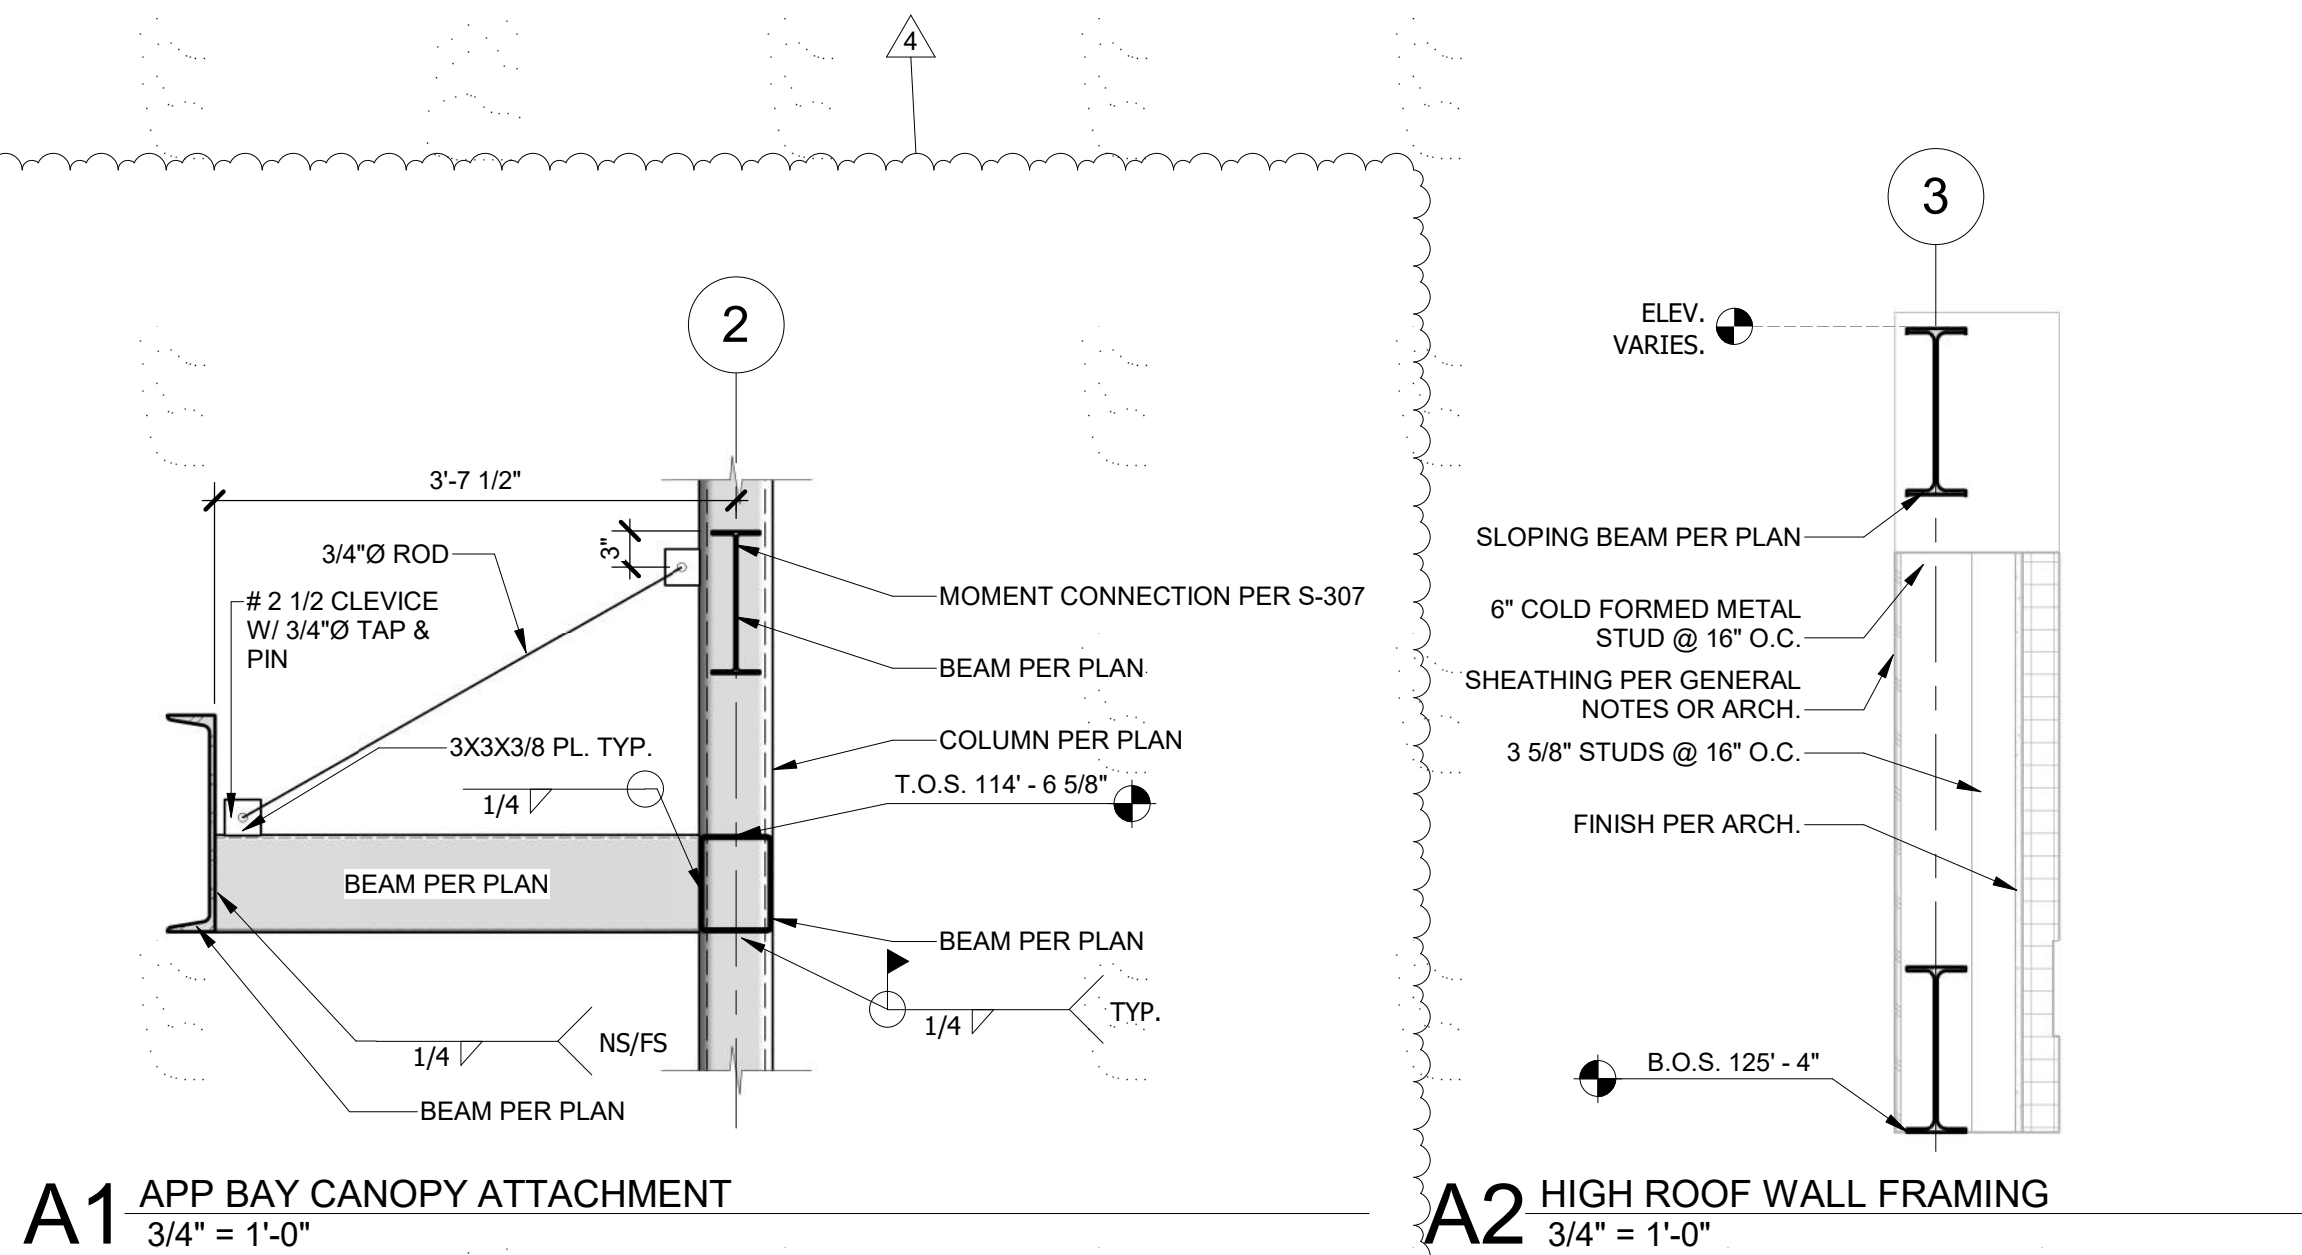 4
2
3'-7 1/2"
3"
3/4"Ø ROD
# 2 1/2 CLEVICE
W/ 3/4"Ø TAP &
PIN
MOMENT CONNECTION PER S-307
BEAM PER PLAN
3X3X3/8 PL. TYP.
1/4
COLUMN PER PLAN
T.O.S. 114' - 6 5/8"
BEAM PER PLAN
BEAM PER PLAN
1/4
TYP.
1/4
NS/FS
BEAM PER PLAN
A1
APP BAY CANOPY ATTACHMENT
3/4" = 1'-0"
3
ELEV.
VARIES.
SLOPING BEAM PER PLAN
6" COLD FORMED METAL
STUD @ 16" O.C.
SHEATHING PER GENERAL
NOTES OR ARCH.
3 5/8" STUDS @ 16" O.C.
FINISH PER ARCH.
B.O.S. 125' - 4"
A2
HIGH ROOF WALL FRAMING
3/4" = 1'-0"